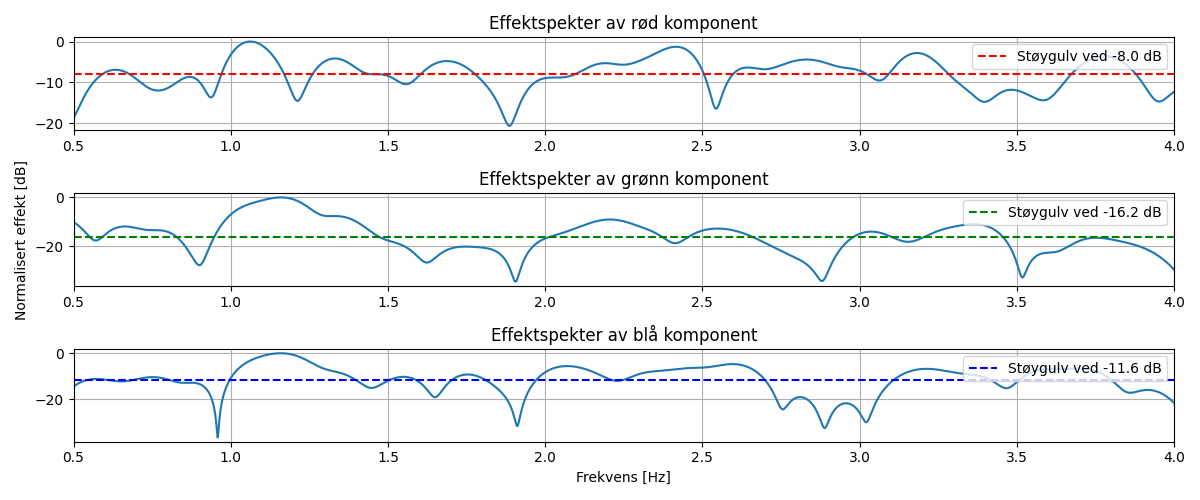 Effektspekter av rød komponent
0
−10
−20
Støygulv ved -8.0 dB
0.5 1.0 1.5 2.0 2.5 3.0 3.5 4.0
Effektspekter av grønn komponent
Normalisert effekt [dB]
0
−20
Støygulv ved -16.2 dB
0.5 1.0 1.5 2.0 2.5 3.0 3.5 4.0
Effektspekter av blå komponent
0
−20
Støygulv ved -11.6 dB
0.5 1.0 1.5 2.0 2.5 3.0 3.5 4.0
Frekvens [Hz]